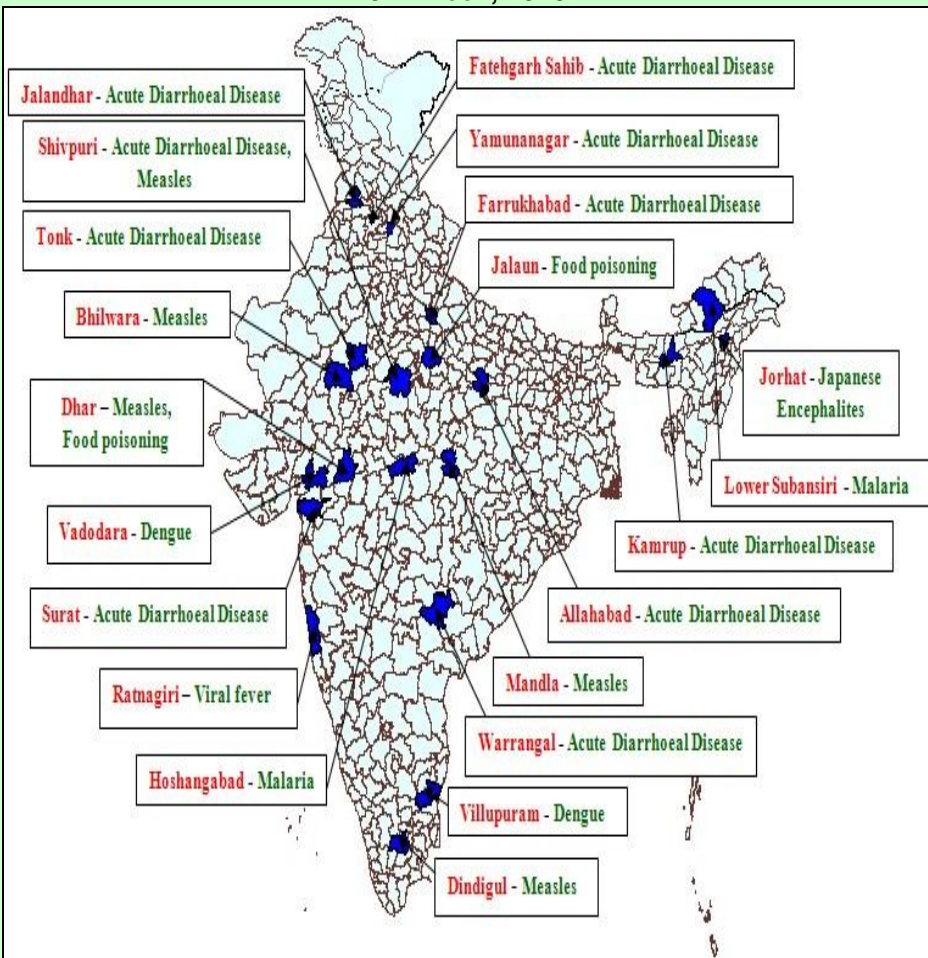 Fatehgarh Sahib - Acute Diarrhoeal Disease
Jalandhar - Acute Diarrhoeal Disease
Yamunanagar - Acute Diarrhoeal Disease
Shivpuri - Acute Diarrhoeal Disease,
Measles
Farrukhabad - Acute Diarrhoeal Disease
Tonk - Acute Diarrhoeal Disease
Jalaun - Food poisoning
Bhilwara - Measles
Jorhat - Japanese
Encephalites
Dhar – Measles,
Food poisoning
Lower Subansiri - Malaria
Vadodara - Dengue
Kamrup - Acute Diarrhoeal Disease
Surat - Acute Diarrhoeal Disease
Allahabad - Acute Diarrhoeal Disease
Mandla - Measles
Ratnagiri – Viral fever
Warrangal - Acute Diarrhoeal Disease
Hoshangabad - Malaria
Villupuram - Dengue
Dindigul - Measles